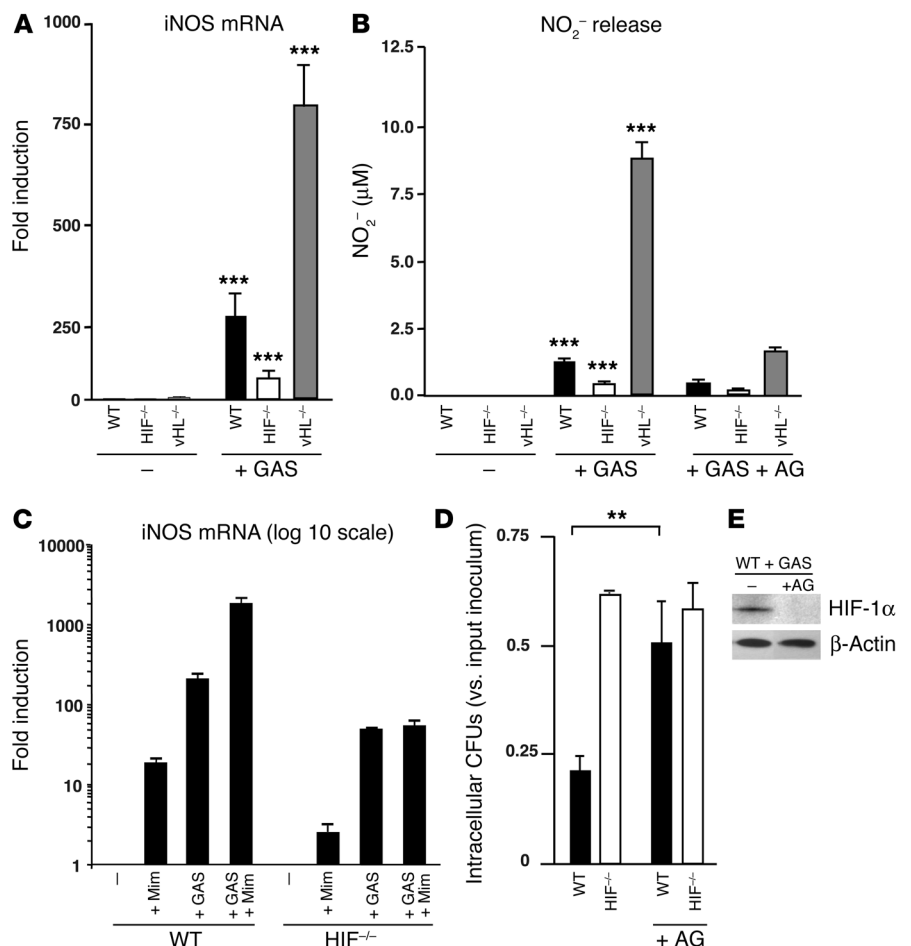 A
iNOS mRNA
Fold induction
1000
750
500
250
0
WT
HIF⁻/⁻
vHL⁻/⁻
–
WT
HIF⁻/⁻
vHL⁻/⁻
+ GAS
***
***
***
B
NO₂⁻ release
NO₂⁻ (μM)
12.5
10.0
7.5
5.0
2.5
0.0
WT
HIF⁻/⁻
vHL⁻/⁻
–
WT
HIF⁻/⁻
vHL⁻/⁻
+ GAS
WT
HIF⁻/⁻
vHL⁻/⁻
+ GAS + AG
***
***
***
C
iNOS mRNA (log 10 scale)
Fold induction
10000
1000
100
10
1
–
+ Mim
+ GAS
+ GAS
+ Mim
WT
–
+ Mim
+ GAS
+ GAS
+ Mim
HIF⁻/⁻
D
Intracellular CFUs (vs. input inoculum)
0.75
0.5
0.25
0
**
WT
HIF⁻/⁻
WT
HIF⁻/⁻
+ AG
E
WT + GAS
– +AG
HIF-1α
β-Actin